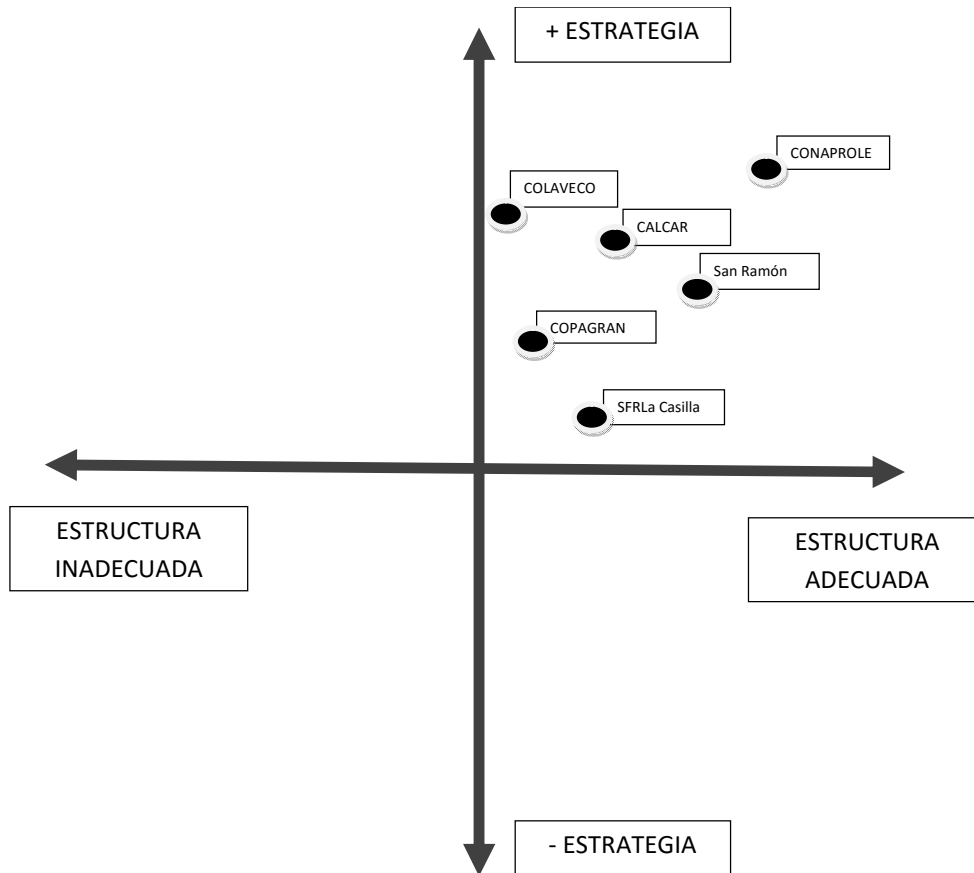 + ESTRATEGIA
CONAPROLE
COLAVECO
CALCAR
San Ramón
COPAGRAN
SFRLa Casilla
ESTRUCTURA
INADECUADA
ESTRUCTURA
ADECUADA
- ESTRATEGIA